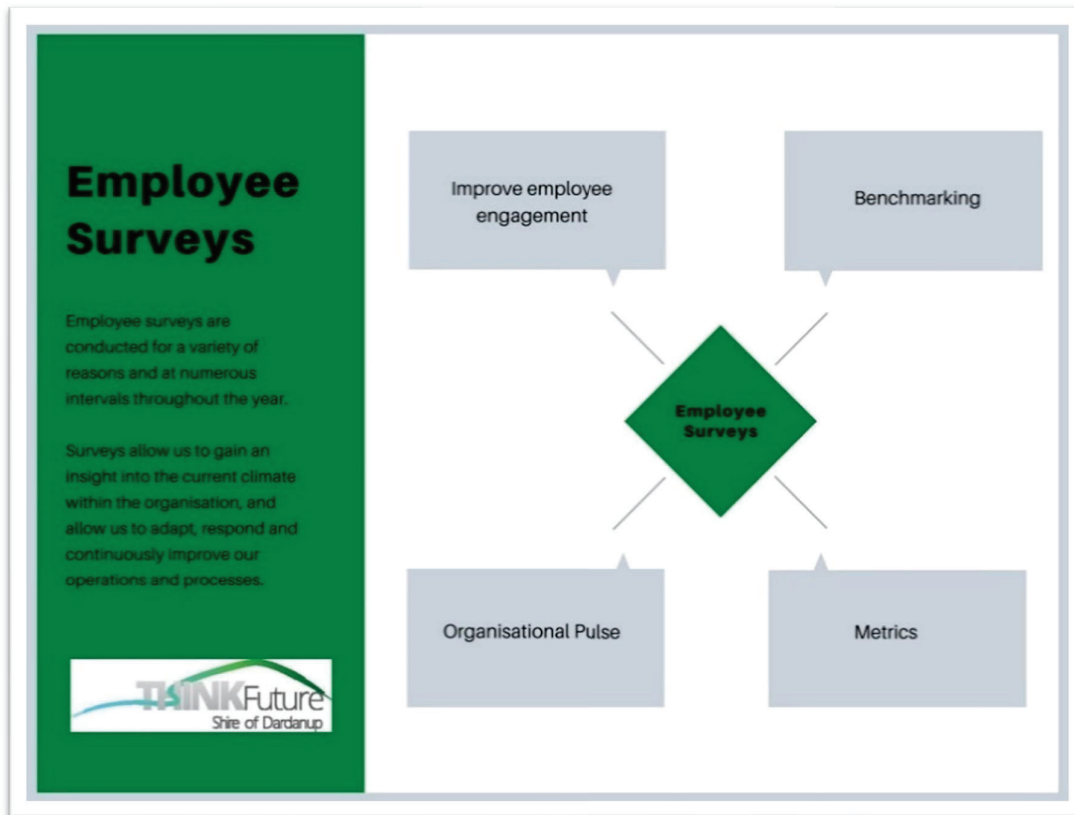 Employee
Surveys
Employee surveys are
conducted for a variety of
reasons and at numerous
intervals throughout the year.
Surveys allow us to gain an
insight into the current climate
within the organisation, and
allow us to adapt, respond and
continuously improve our
operations and processes.
THINKFuture
Shire of Dardanup
Improve employee
engagement
Benchmarking
Employee
Surveys
Organisational Pulse
Metrics